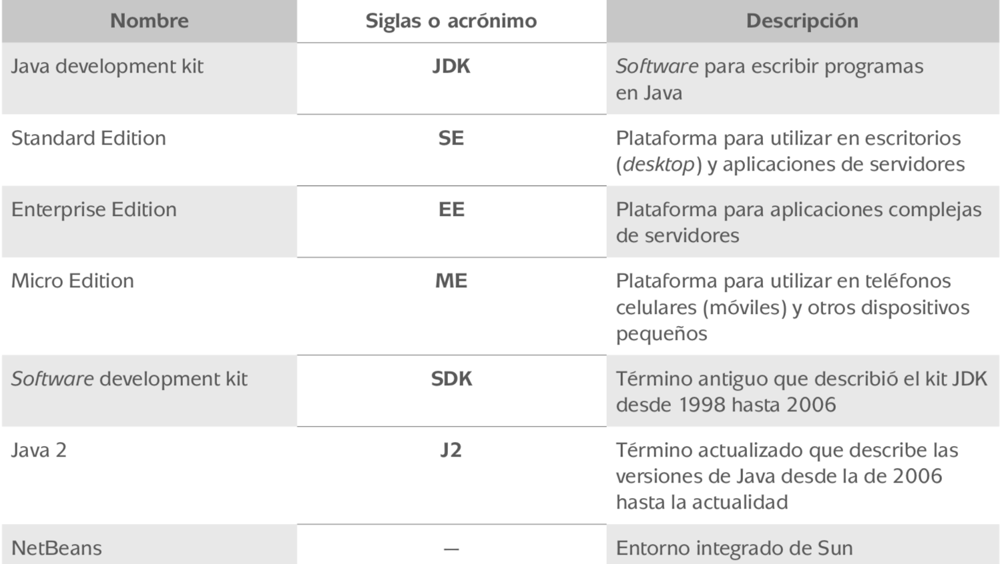 Nombre Siglas o acrónimo Descripción
Java development kit JDK Software para escribir programas
en Java
Standard Edition SE Plataforma para utilizar en escritorios
(desktop) y aplicaciones de servidores
Enterprise Edition EE Plataforma para aplicaciones complejas
de servidores
Micro Edition ME Plataforma para utilizar en teléfonos
celulares (móviles) y otros dispositivos
pequeños
Software development kit SDK Término antiguo que describió el kit JDK
desde 1998 hasta 2006
Java 2 J2 Término actualizado que describe las
versiones de Java desde la de 2006
hasta la actualidad
NetBeans — Entorno integrado de Sun